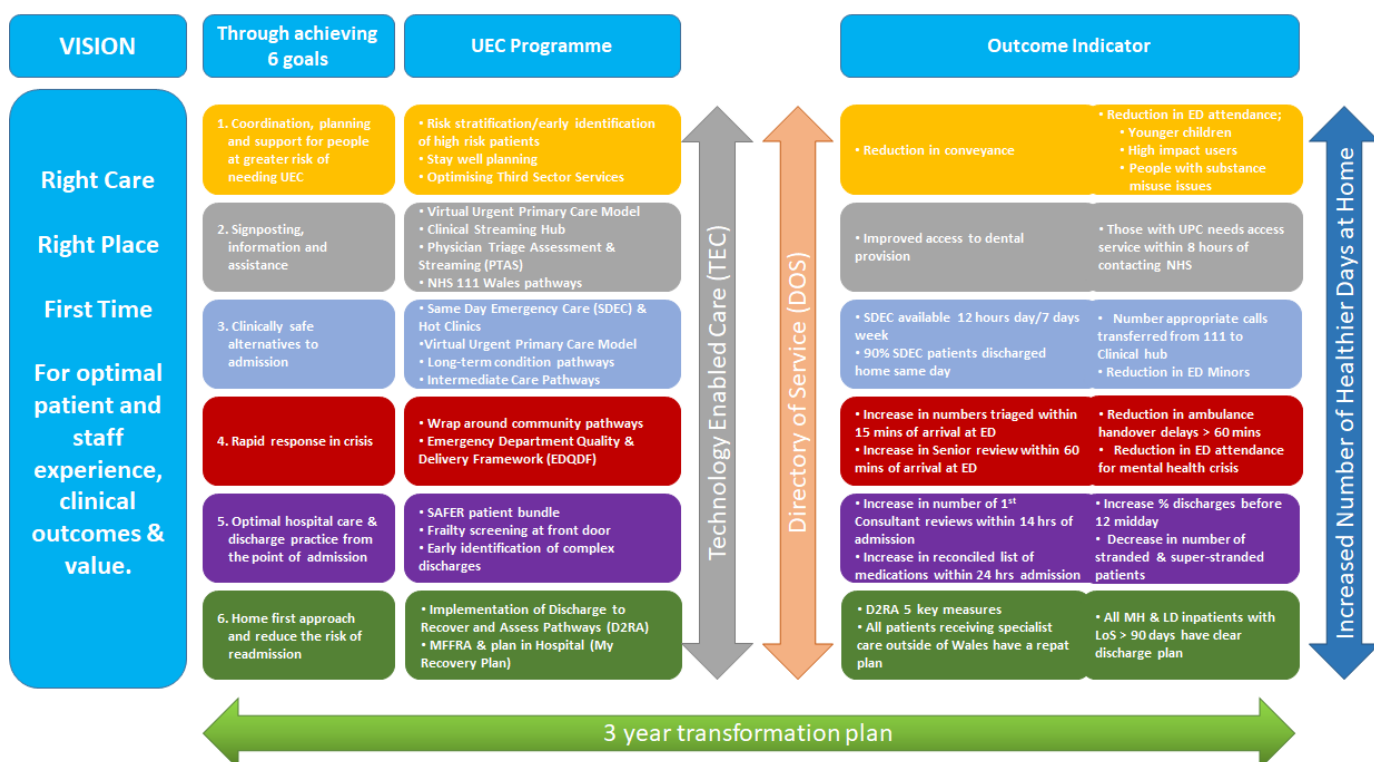 VISION
Through achieving
6 goals
UEC Programme
Outcome Indicator
Right Care
Right Place
First Time
For optimal
patient and
staff
experience,
clinical
outcomes &
value.
1. Coordination, planning
and support for people
at greater risk of
needing UEC
• Risk stratification/early identification
of high risk patients
• Stay well planning
• Optimising Third Sector Services
• Reduction in conveyance
• Reduction in ED attendance;
• Younger children
• High impact users
• People with substance
misuse issues
2. Signposting,
information and
assistance
• Virtual Urgent Primary Care Model
• Clinical Streaming Hub
• Physician Triage Assessment &
Streaming (PTAS)
• NHS 111 Wales pathways
• Improved access to dental
provision
• Those with UPC needs access
service within 8 hours of
contacting NHS
3. Clinically safe
alternatives to
admission
• Same Day Emergency Care (SDEC) &
Hot Clinics
•Virtual Urgent Primary Care Model
• Long-term condition pathways
• Intermediate Care Pathways
• SDEC available 12 hours day/7 days
week
• 90% SDEC patients discharged
home same day
• Number appropriate calls
transferred from 111 to
Clinical hub
• Reduction in ED Minors
4. Rapid response in crisis
• Wrap around community pathways
• Emergency Department Quality &
Delivery Framework (EDQDF)
• Increase in numbers triaged within
15 mins of arrival at ED
• Increase in Senior review within 60
mins of arrival at ED
• Reduction in ambulance
handover delays > 60 mins
• Reduction in ED attendance
for mental health crisis
5. Optimal hospital care &
discharge practice from
the point of admission
• SAFER patient bundle
• Frailty screening at front door
• Early identification of complex
discharges
• Increase in number of 1st
Consultant reviews within 14 hrs of
admission
• Increase in reconciled list of
medications within 24 hrs admission
• Increase % discharges before
12 midday
• Decrease in number of
stranded & super-stranded
patients
6. Home first approach
and reduce the risk of
readmission
• Implementation of Discharge to
Recover and Assess Pathways (D2RA)
• MFFRA & plan in Hospital (My
Recovery Plan)
• D2RA 5 key measures
• All patients receiving specialist
care outside of Wales have a repat
plan
• All MH & LD inpatients with
LoS > 90 days have clear
discharge plan
Technology Enabled Care (TEC)
Directory of Service (DOS)
Increased Number of Healthier Days at Home
3 year transformation plan